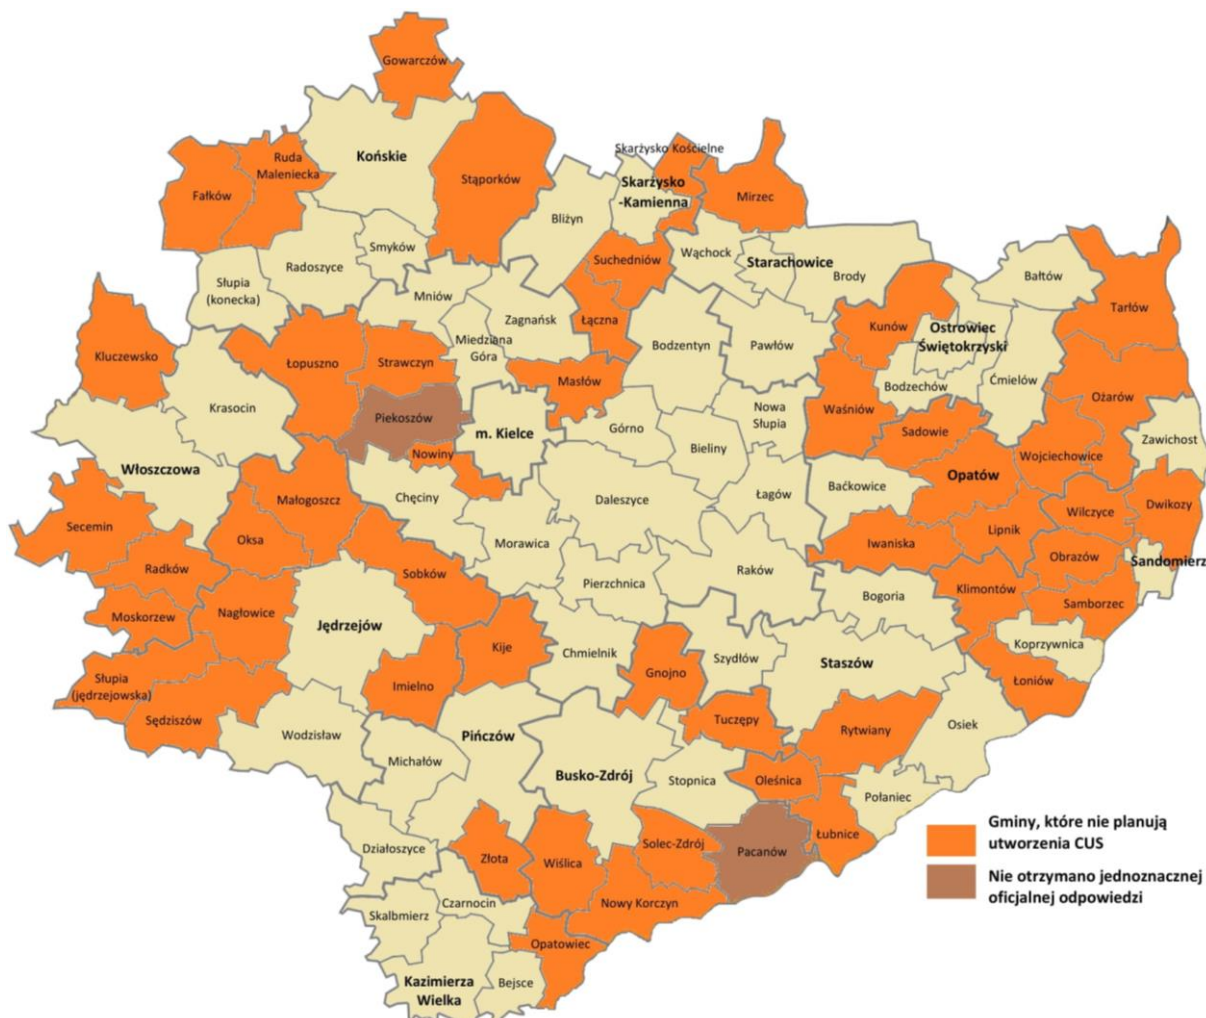 Gowarczów
Końskie
Ruda
Maleniecka
Fałków
Stąporków
Skarżysko Kościelne
Skarżysko
-Kamienna
Mirzec
Bliżyn
Smyków
Radoszyce
Słupia
(konecka)
Suchedniów
Wąchock
Starachowice
Brody
Bałtów
Tarłów
Mniów
Zagnańsk
Łączna
Miedziana
Góra
Bodzentyn
Pawłów
Kunów
Ostrowiec
Świętokrzyski
Bodzechów
Ćmielów
Ożarów
Kluczewsko
Łopuszno
Strawczyn
Masłów
Krasocin
Piekoszów
m. Kielce
Górno
Nowa
Słupia
Waśniów
Sadowie
Zawichost
Nowiny
Bieliny
Wojciechowice
Włoszczowa
Małogoszcz
Chęciny
Daleszyce
Łagów
Baćkowice
Opatów
Dwikozy
Wilczyce
Secemin
Oksa
Morawica
Iwaniska
Lipnik
Obrazów
Sandomierz
Radków
Sobków
Pierzchnica
Raków
Bogoria
Klimontów
Samborzec
Moskorzew
Nagłowice
Jędrzejów
Kije
Chmielnik
Gnojno
Szydłów
Staszów
Koprzywnica
Słupia
(jędrzejowska)
Imielno
Łoniów
Sędziszów
Wodzisław
Pińczów
Tuczępy
Rytwiany
Osiek
Michałów
Busko-Zdrój
Stopnica
Oleśnica
Połaniec
Działoszyce
Złota
Wiślica
Solec-Zdrój
Pacanów
Łubnice
Skalbmierz
Czarnocin
Nowy Korczyn
Opatowiec
Kazimierza
Wielka
Bejsce
Gminy, które nie planują
utworzenia CUS
Nie otrzymano jednoznacznej
oficjalnej odpowiedzi